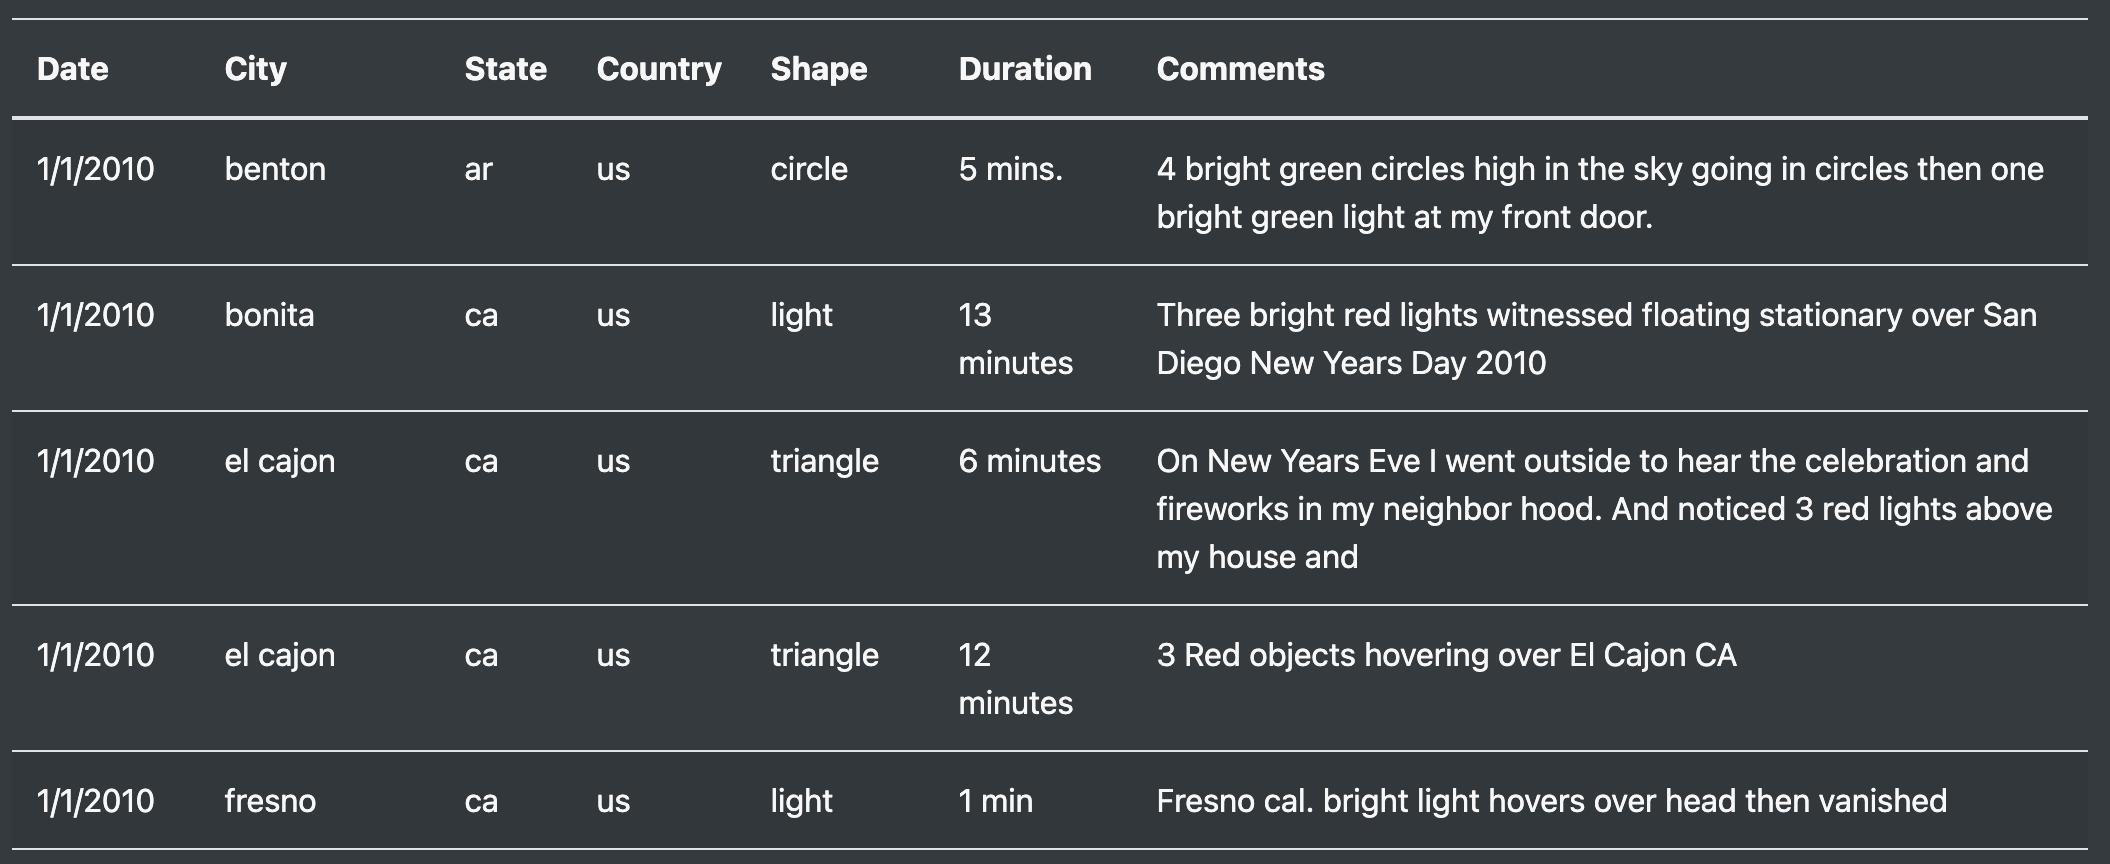 Date City State Country Shape Duration Comments
1/1/2010 benton ar us circle 5 mins. 4 bright green circles high in the sky going in circles then one
bright green light at my front door.
1/1/2010 bonita ca us light 13 Three bright red lights witnessed floating stationary over San
minutes Diego New Years Day 2010
1/1/2010 el cajon ca us triangle 6 minutes On New Years Eve I went outside to hear the celebration and
fireworks in my neighbor hood. And noticed 3 red lights above
my house and
1/1/2010 el cajon ca us triangle 12 3 Red objects hovering over El Cajon CA
minutes
1/1/2010 fresno ca us light 1 min Fresno cal. bright light hovers over head then vanished